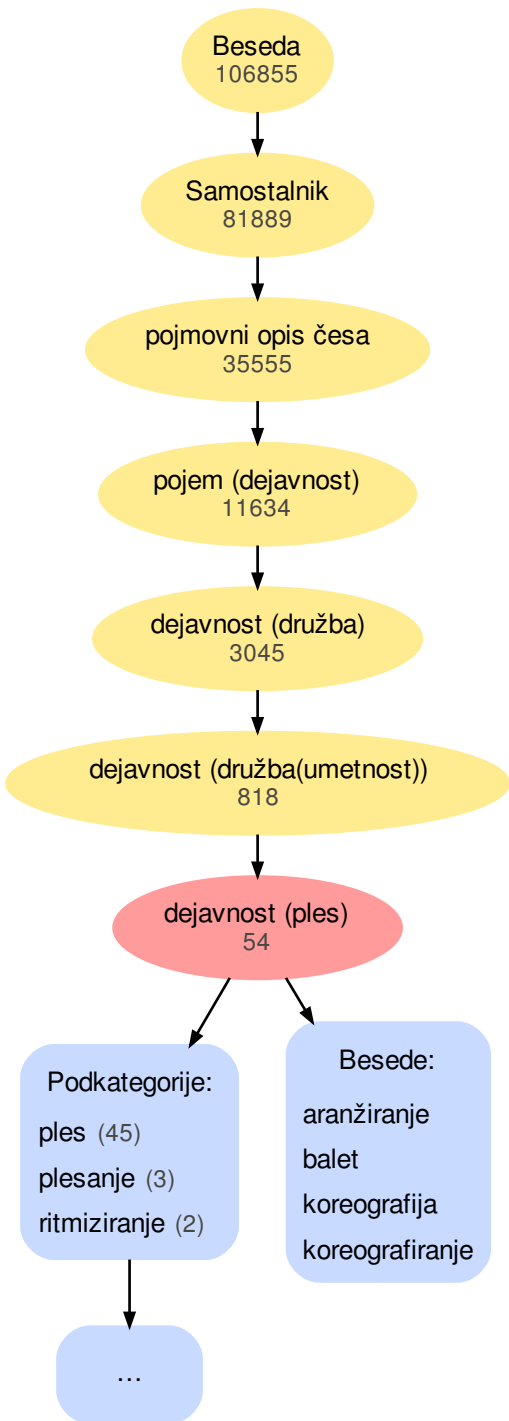 Beseda
106855
Samostalnik
81889
pojmovni opis česa
35555
pojem (dejavnost)
11634
dejavnost (družba)
3045
dejavnost (družba(umetnost))
818
dejavnost (ples)
54
Podkategorije:
ples (45)
plesanje (3)
ritmiziranje (2)
Besede:
aranžiranje
balet
koreografija
koreografiranje
...